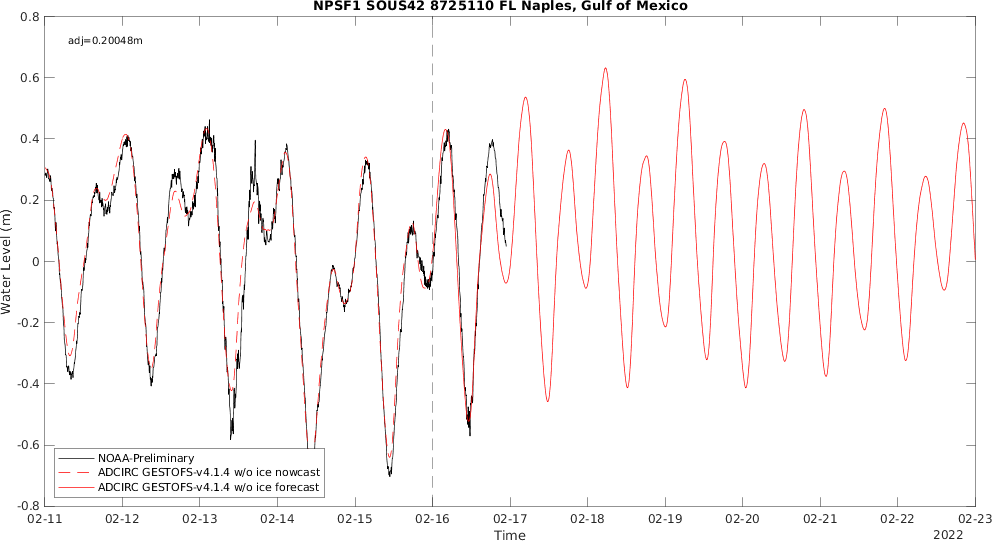 NPSF1 SOUS42 8725110 FL Naples, Gulf of Mexico
adj=0.20048m
0.8
0.6
0.4
0.2
0
-0.2
-0.4
-0.6
-0.8
Water Level (m)
NOAA-Preliminary
ADCIRC GESTOFS-v4.1.4 w/o ice nowcast
ADCIRC GESTOFS-v4.1.4 w/o ice forecast
02-11 02-12 02-13 02-14 02-15 02-16 02-17 02-18 02-19 02-20 02-21 02-22 02-23
Time
2022